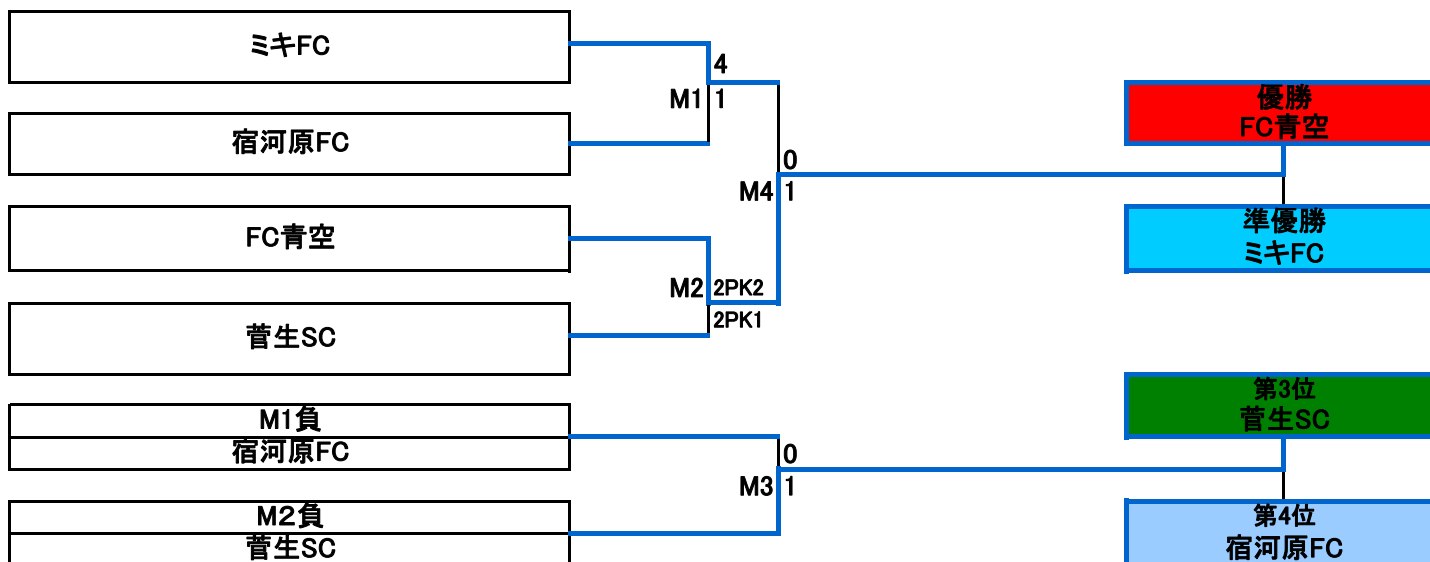 ミキFC
4
M1
1
宿河原FC
優勝
FC青空
0
M4
1
FC青空
準優勝
ミキFC
M2
2PK2
2PK1
菅生SC
第3位
菅生SC
M1負
宿河原FC
0
M3
1
M2負
菅生SC
第4位
宿河原FC